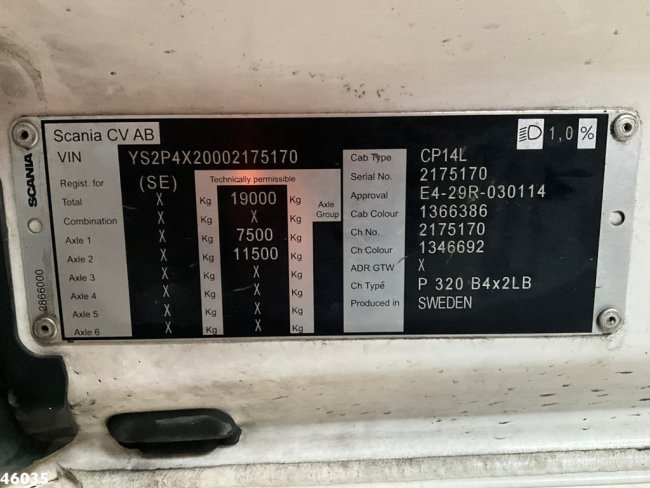 Scania CV AB
1,0 %
VIN YS2P4X20002175170
Regist. for (SE) Technically permissible
Total X Kg 19000 Kg Axle Group
Combination X Kg X Kg
Axle 1 X Kg 7500 Kg
Axle 2 X Kg 11500 Kg
Axle 3 X Kg X Kg
Axle 4 X Kg X Kg
Axle 5 X Kg X Kg
Axle 6 X Kg X Kg
Cab Type CP14L
Serial No. 2175170
Approval E4-29R-030114
Cab Colour 1366386
Ch No. 2175170
Ch Colour 1346692
ADR GTW X
Ch Type P 320 B4x2LB
Produced in SWEDEN
SCANIA
2866000
46035